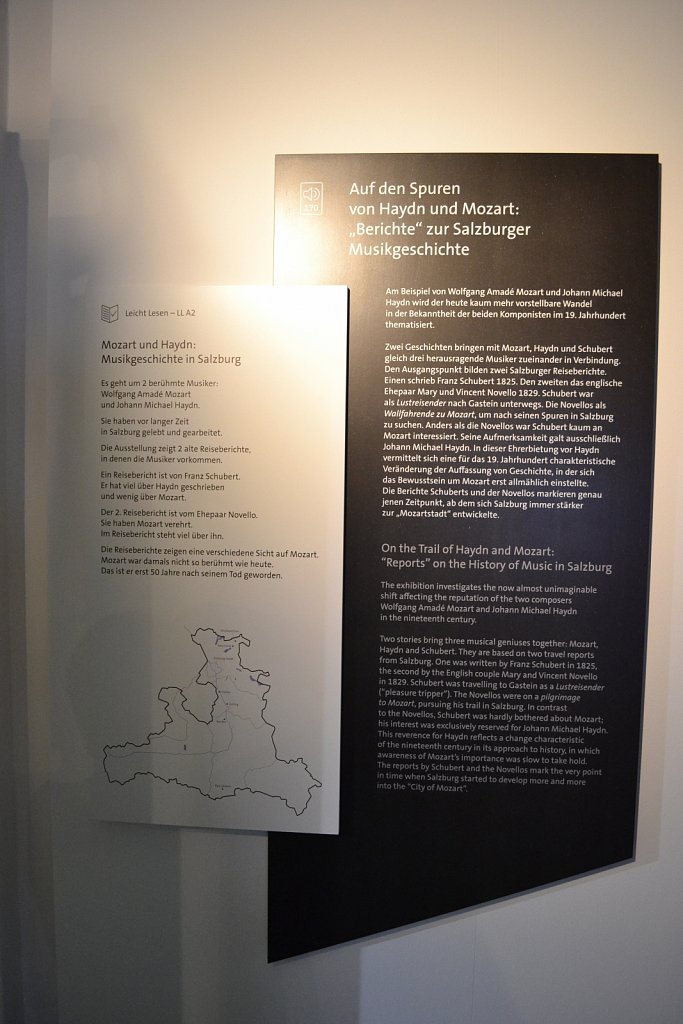 Leicht Lesen – LL A2
Mozart und Haydn:
Musikgeschichte in Salzburg
Es geht um 2 berühmte Musiker:
Wolfgang Amadé Mozart
und Johann Michael Haydn.
Sie haben vor langer Zeit
in Salzburg gelebt und gearbeitet.
Die Ausstellung zeigt 2 alte Reiseberichte,
in denen die Musiker vorkommen.
Ein Reisebericht ist von Franz Schubert.
Er hat viel über Haydn geschrieben
und wenig über Mozart.
Der 2. Reisebericht ist vom Ehepaar Novello.
Sie haben Mozart verehrt.
Im Reisebericht steht viel über ihn.
Die Reiseberichte zeigen eine verschiedene Sicht auf Mozart.
Mozart war damals nicht so berühmt wie heute.
Das ist er erst 50 Jahre nach seinem Tod geworden.
170
Auf den Spuren
von Haydn und Mozart:
„Berichte“ zur Salzburger
Musikgeschichte
Am Beispiel von Wolfgang Amadé Mozart und Johann Michael
Haydn wird der heute kaum mehr vorstellbare Wandel
in der Bekanntheit der beiden Komponisten im 19. Jahrhundert
thematisiert.
Zwei Geschichten bringen mit Mozart, Haydn und Schubert
gleich drei herausragende Musiker zueinander in Verbindung.
Den Ausgangspunkt bilden zwei Salzburger Reiseberichte.
Einen schrieb Franz Schubert 1825. Den zweiten das englische
Ehepaar Mary und Vincent Novello 1829. Schubert war
als Lustreisender nach Gastein unterwegs. Die Novellos als
Wallfahrende zu Mozart, um nach seinen Spuren in Salzburg
zu suchen. Anders als die Novellos war Schubert kaum an
Mozart interessiert. Seine Aufmerksamkeit galt ausschließlich
Johann Michael Haydn. In dieser Ehrerbietung vor Haydn
vermittelt sich eine für das 19. Jahrhundert charakteristische
Veränderung der Auffassung von Geschichte, in der sich
das Bewusstsein um Mozart erst allmählich einstellte.
Die Berichte Schuberts und der Novellos markieren genau
jenen Zeitpunkt, ab dem sich Salzburg immer stärker
zur „Mozartstadt“ entwickelte.
On the Trail of Haydn and Mozart:
“Reports” on the History of Music in Salzburg
The exhibition investigates the now almost unimaginable
shift affecting the reputation of the two composers
Wolfgang Amadé Mozart and Johann Michael Haydn
in the nineteenth century.
Two stories bring three musical geniuses together: Mozart,
Haydn and Schubert. They are based on two travel reports
from Salzburg. One was written by Franz Schubert in 1825,
the second by the English couple Mary and Vincent Novello
in 1829. Schubert was travelling to Gastein as a Lustreisender
(“pleasure tripper”). The Novellos were on a pilgrimage
to Mozart, pursuing his trail in Salzburg. In contrast
to the Novellos, Schubert was hardly bothered about Mozart;
his interest was exclusively reserved for Johann Michael Haydn.
This reverence for Haydn reflects a change characteristic
of the nineteenth century in its approach to history, in which
awareness of Mozart’s importance was slow to take hold.
The reports by Schubert and the Novellos mark the very point
in time when Salzburg started to develop more and more
into the “City of Mozart”.